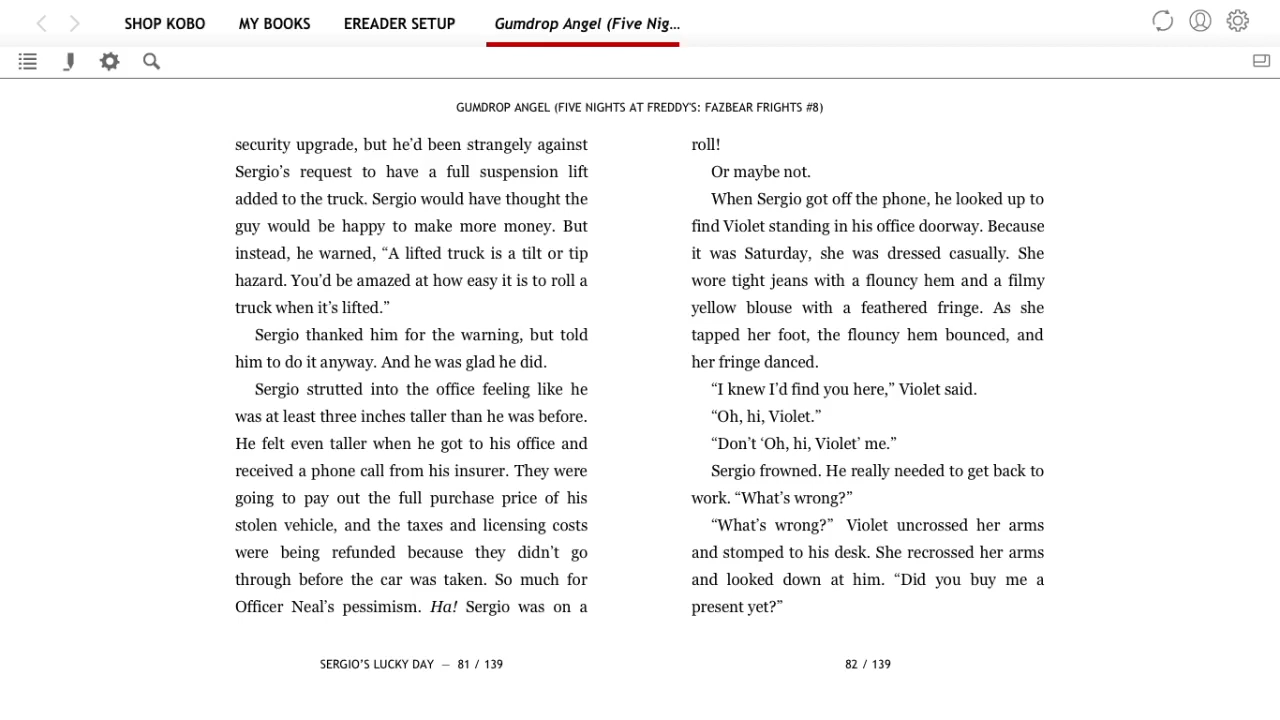 SHOP KOBO
MY BOOKS
EREADER SETUP
Gumdrop Angel (Five Nig...
GUMDROP ANGEL (FIVE NIGHTS AT FREDDY'S: FAZBEAR FRIGHTS #8)
security upgrade, but he’d been strangely against
Sergio’s request to have a full suspension lift
added to the truck. Sergio would have thought the
guy would be happy to make more money. But
instead, he warned, “A lifted truck is a tilt or tip
hazard. You’d be amazed at how easy it is to roll a
truck when it’s lifted.”
Sergio thanked him for the warning, but told
him to do it anyway. And he was glad he did.
Sergio strutted into the office feeling like he
was at least three inches taller than he was before.
He felt even taller when he got to his office and
received a phone call from his insurer. They were
going to pay out the full purchase price of his
stolen vehicle, and the taxes and licensing costs
were being refunded because they didn’t go
through before the car was taken. So much for
Officer Neal’s pessimism. Ha! Sergio was on a
SERGIO’S LUCKY DAY — 81 / 139
roll!
Or maybe not.
When Sergio got off the phone, he looked up to
find Violet standing in his office doorway. Because
it was Saturday, she was dressed casually. She
wore tight jeans with a flouncy hem and a filmy
yellow blouse with a feathered fringe. As she
tapped her foot, the flouncy hem bounced, and
her fringe danced.
“I knew I’d find you here,” Violet said.
“Oh, hi, Violet.”
“Don’t ‘Oh, hi, Violet’ me.”
Sergio frowned. He really needed to get back to
work. “What’s wrong?”
“What’s wrong?” Violet uncrossed her arms
and stomped to his desk. She recrossed her arms
and looked down at him. “Did you buy me a
present yet?”
82 / 139